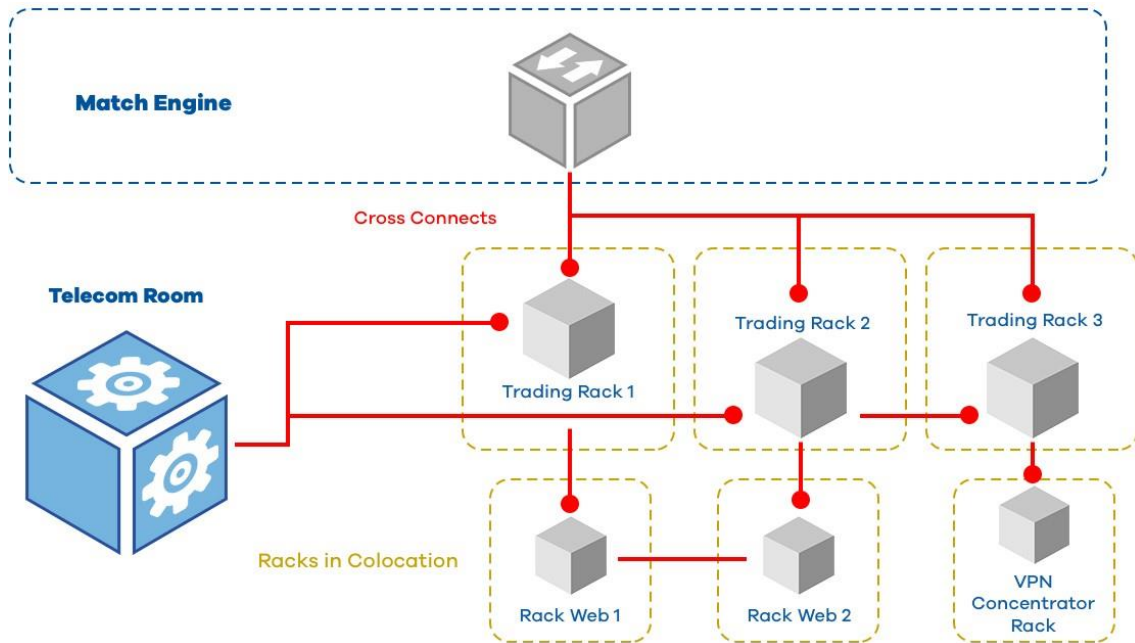 Match Engine
Cross Connects
Telecom Room
Trading Rack 1
Trading Rack 2
Trading Rack 3
Racks in Colocation
Rack Web 1
Rack Web 2
VPN
Concentrator
Rack